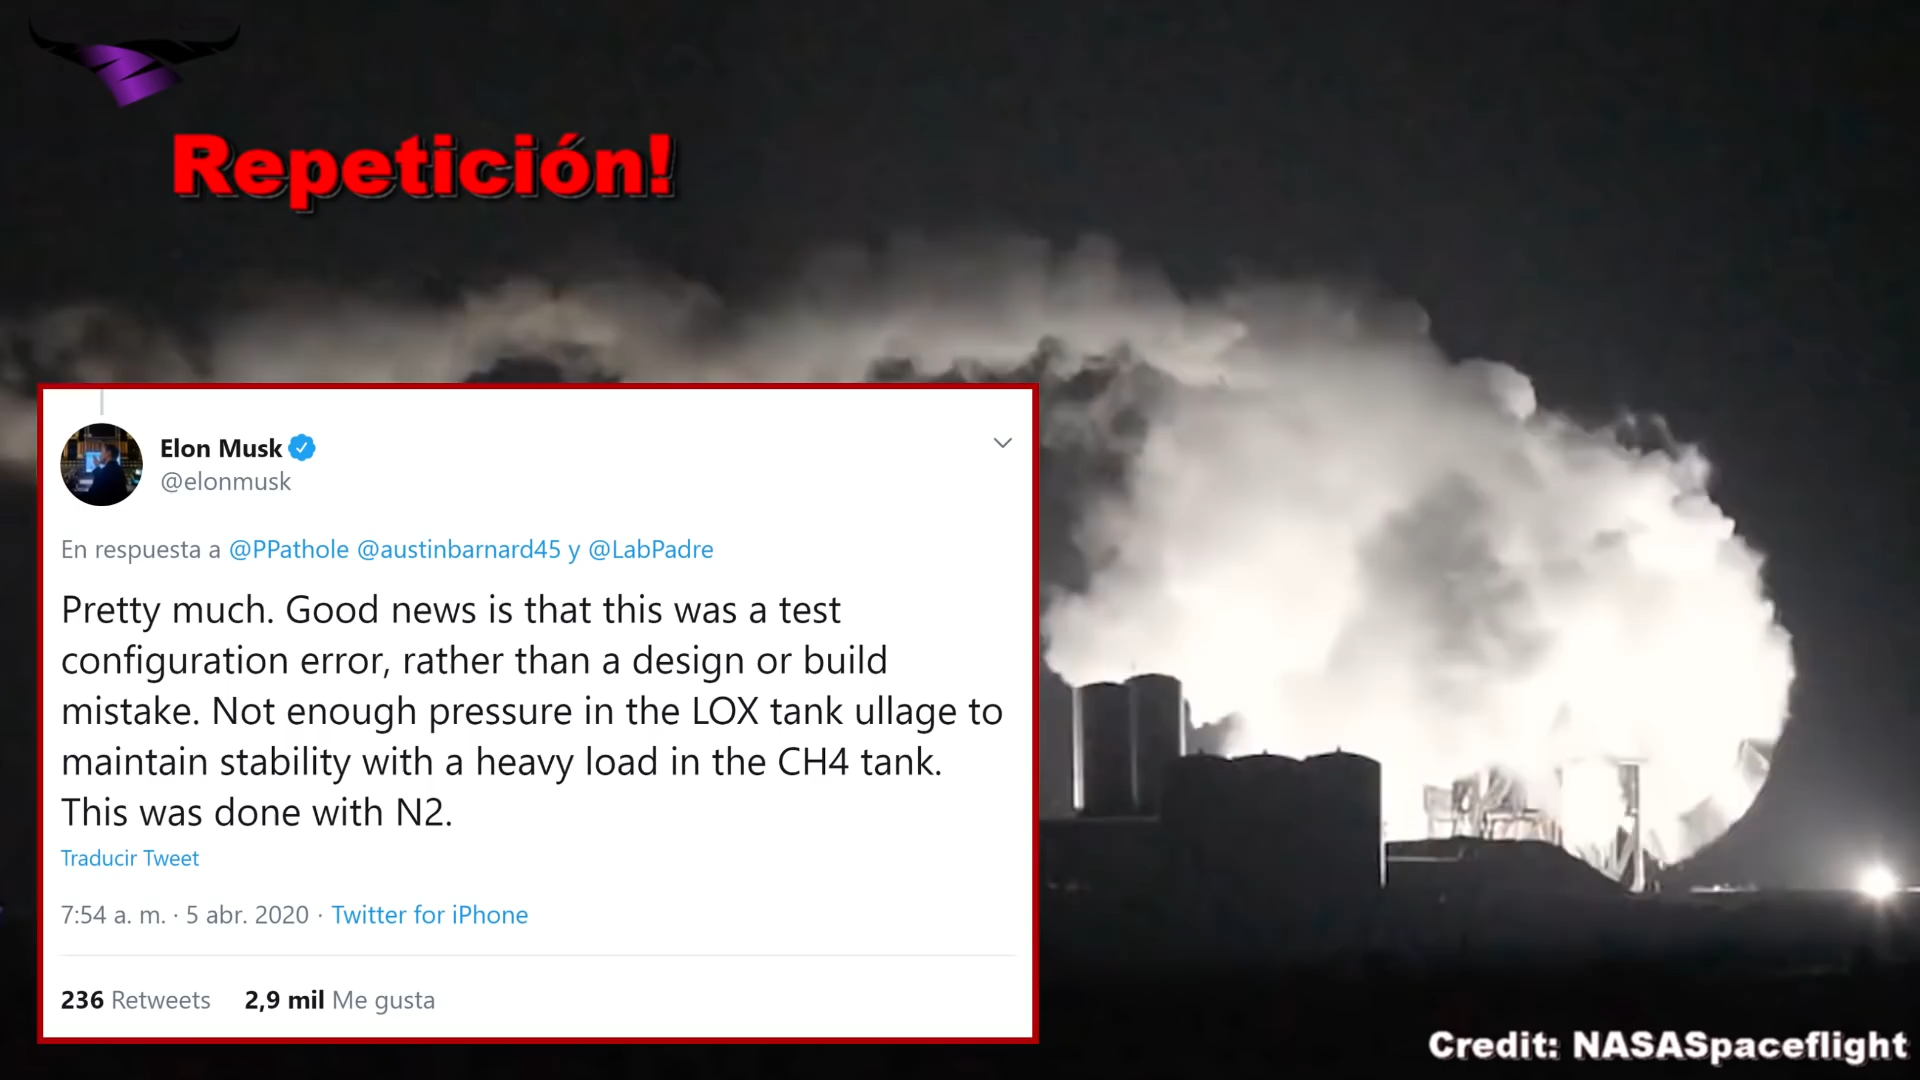 Repetición!
Elon Musk
@elonmusk
En respuesta a @PPathole @austinbarnard45 y @LabPadre
Pretty much. Good news is that this was a test
configuration error, rather than a design or build
mistake. Not enough pressure in the LOX tank ullage to
maintain stability with a heavy load in the CH4 tank.
This was done with N2.
Traducir Tweet
7:54 a. m. · 5 abr. 2020 · Twitter for iPhone
236 Retweets 2,9 mil Me gusta
Credit: NASASpaceflight